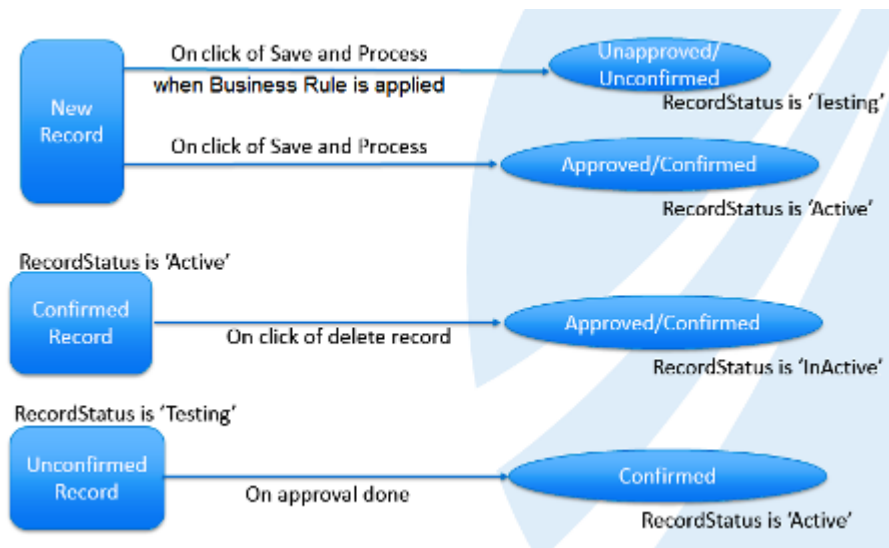 On click of Save and Process
when Business Rule is applied
Unapproved/
Unconfirmed
RecordStatus is ‘Testing’
New
Record
On click of Save and Process
Approved/Confirmed
RecordStatus is ‘Active’
RecordStatus is ‘Active’
Confirmed
Record
On click of delete record
Approved/Confirmed
RecordStatus is ‘InActive’
RecordStatus is ‘Testing’
Unconfirmed
Record
On approval done
Confirmed
RecordStatus is ‘Active’